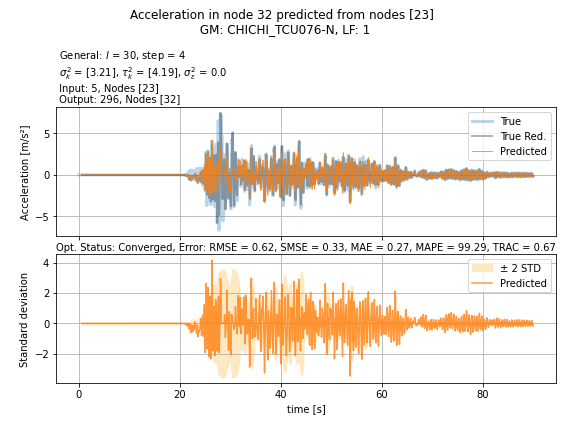 Acceleration in node 32 predicted from nodes [23]
GM: CHICHI_TCU076-N, LF: 1
General: l = 30, step = 4
σ²ₖ = [3.21], τ²ₖ = [4.19], σ²ε = 0.0
Input: 5, Nodes [23]
Output: 296, Nodes [32]
True
True Red.
Predicted
Acceleration [m/s²]
5
0
−5
Opt. Status: Converged, Error: RMSE = 0.62, SMSE = 0.33, MAE = 0.27, MAPE = 99.29, TRAC = 0.67
± 2 STD
Predicted
Standard deviation
4
2
0
−2
0 20 40 60 80
time [s]